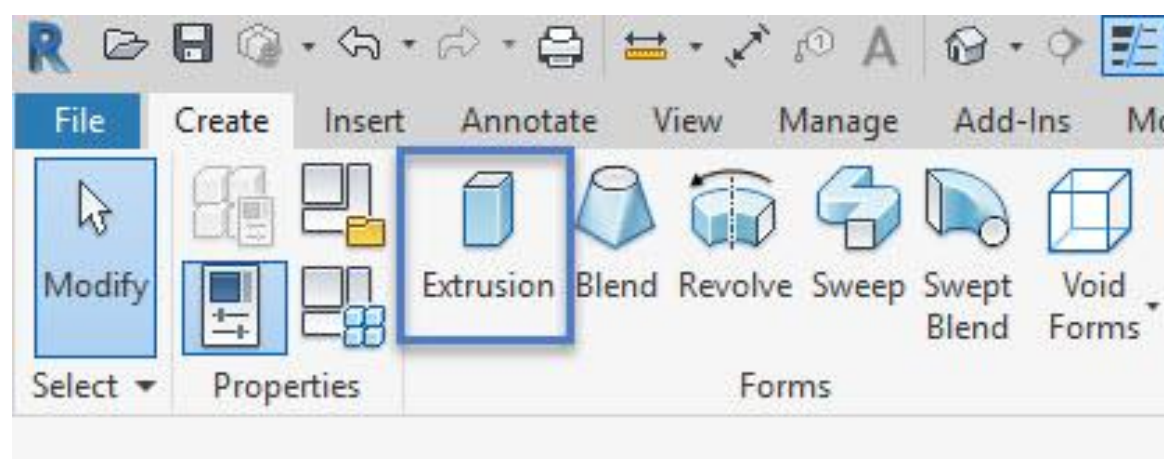 R A
File Create Insert Annotate View Manage Add-Ins
Modify Extrusion Blend Revolve Sweep Swept Blend Void Forms
Select Properties Forms